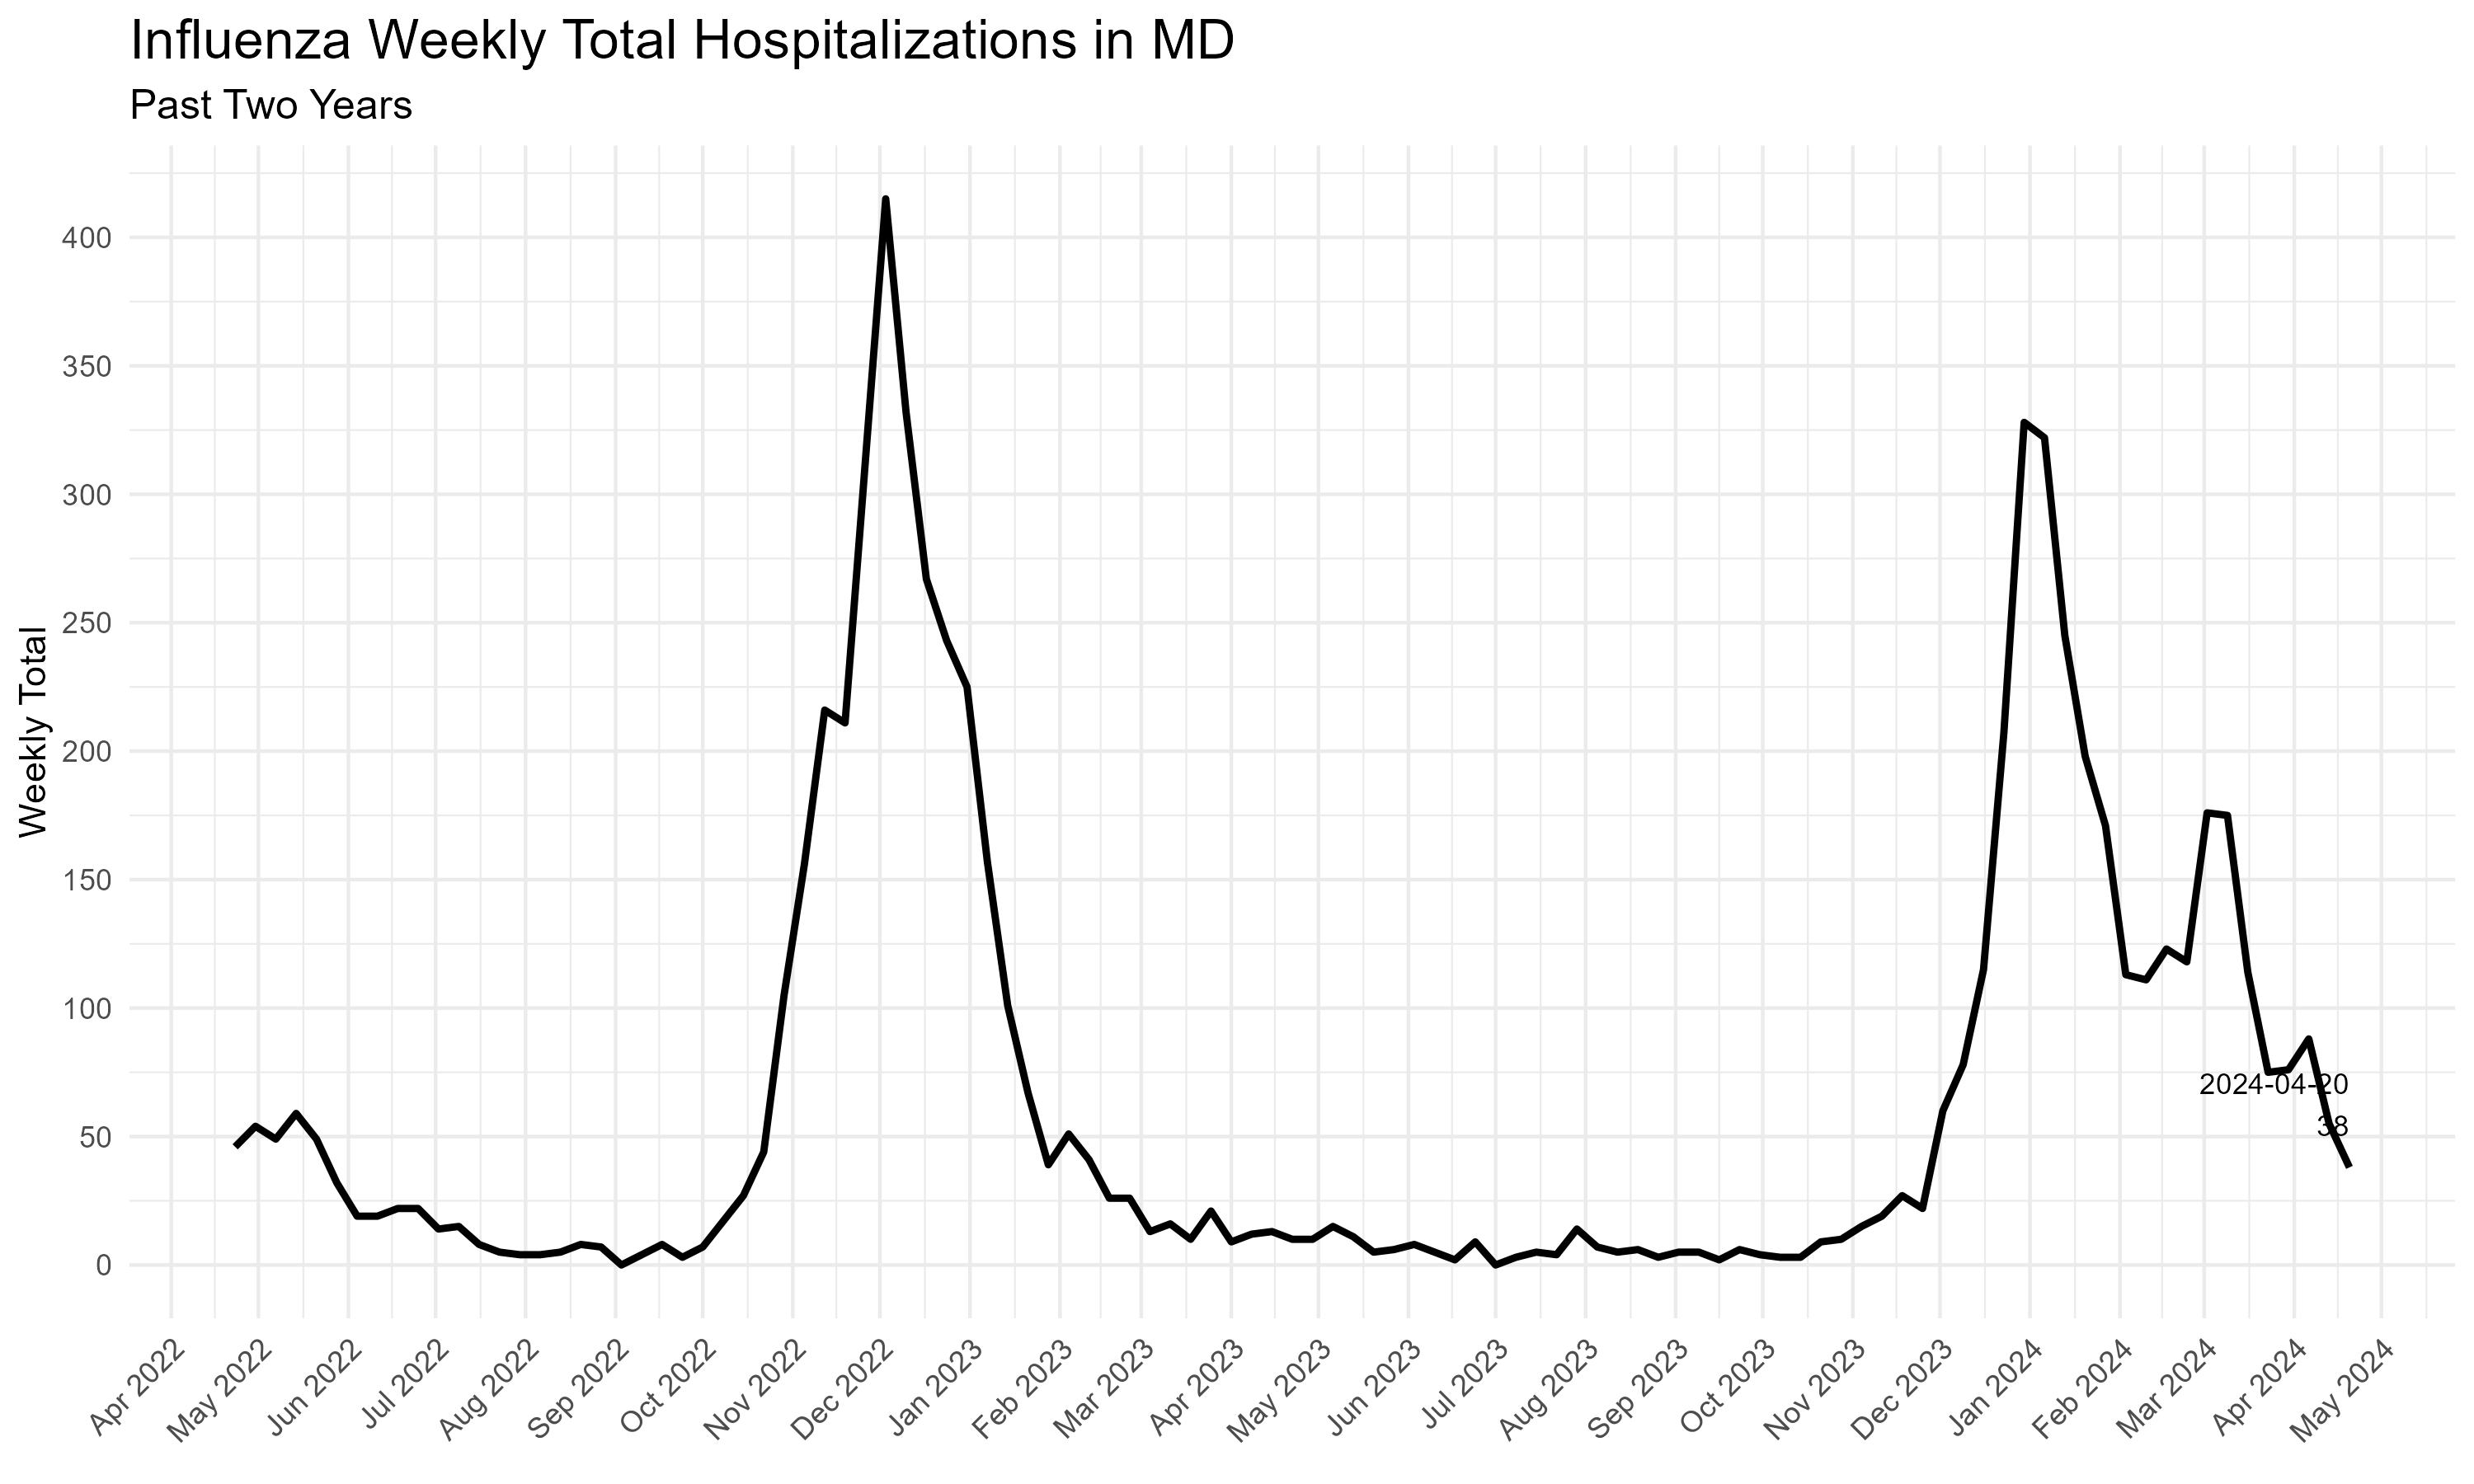 Influenza Weekly Total Hospitalizations in MD
Past Two Years
Weekly Total
400
350
300
250
200
150
100
50
0
2024-04-20
38
Apr 2022
May 2022
Jun 2022
Jul 2022
Aug 2022
Sep 2022
Oct 2022
Nov 2022
Dec 2022
Jan 2023
Feb 2023
Mar 2023
Apr 2023
May 2023
Jun 2023
Jul 2023
Aug 2023
Sep 2023
Oct 2023
Nov 2023
Dec 2023
Jan 2024
Feb 2024
Mar 2024
Apr 2024
May 2024